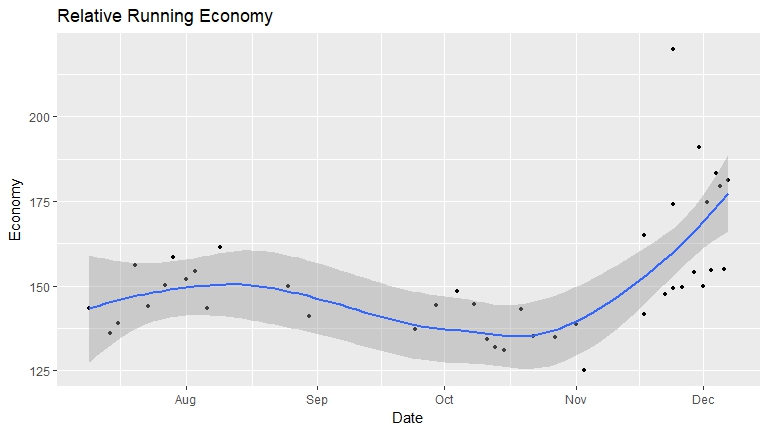 Relative Running Economy
200
175
150
125
Economy
Aug Sep Oct Nov Dec
Date